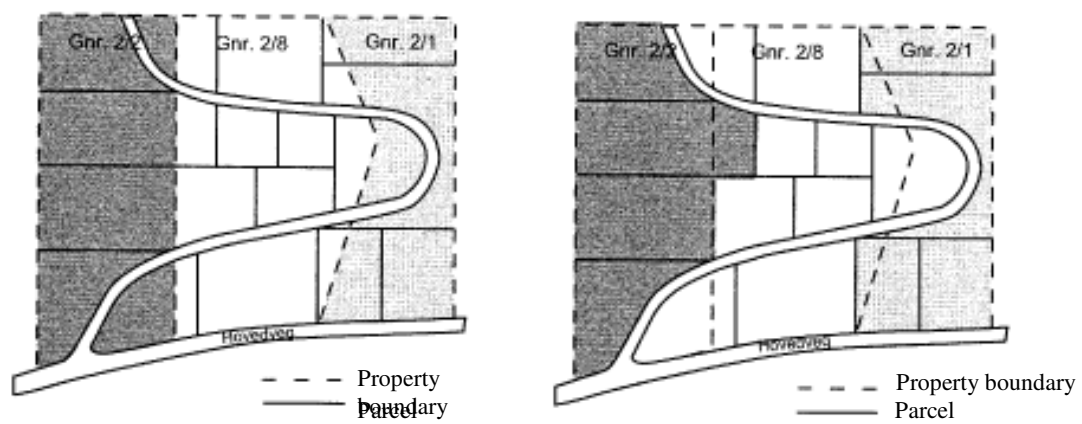 Gnr. 2/2 Gnr. 2/8 Gnr. 2/1
Hovedveg
Property
boundary
Parcel
Gnr. 2/2 Gnr. 2/8 Gnr. 2/1
Hovedveg
Property boundary
Parcel